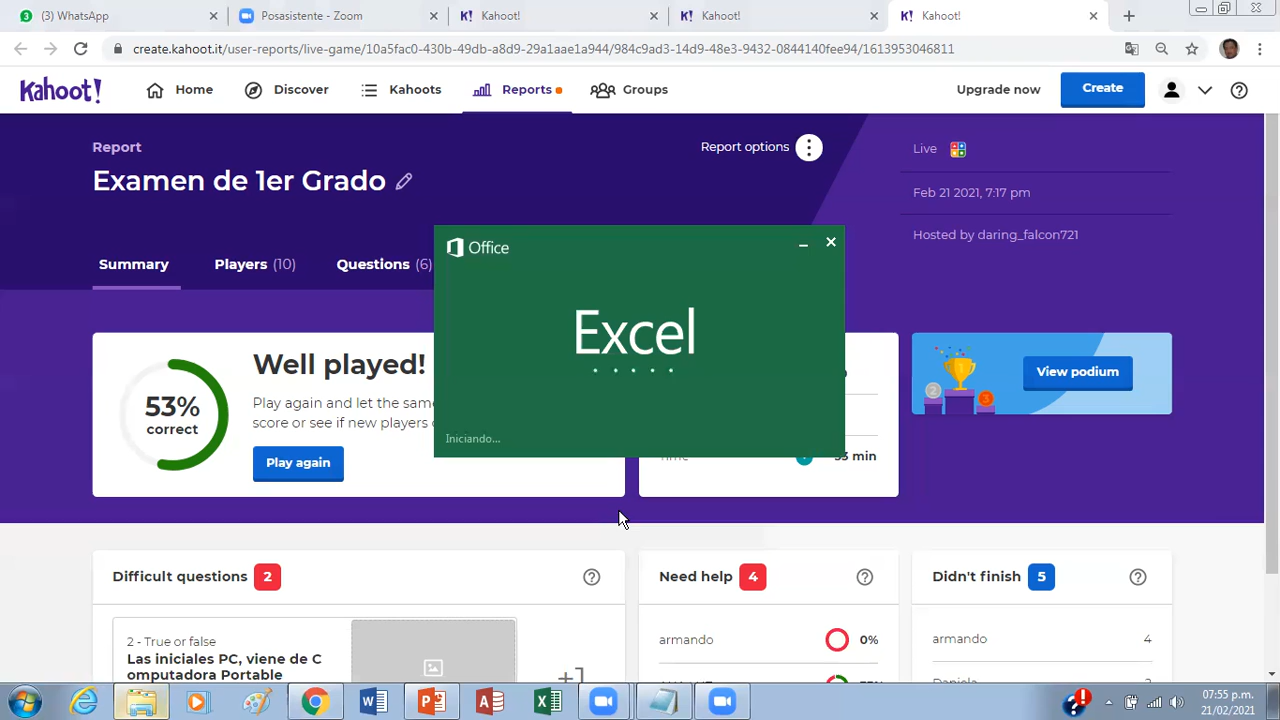 (3) WhatsApp
Posasistente - Zoom
Kahoot!
Kahoot!
Kahoot!
create.kahoot.it/user-reports/live-game/10a5fac0-430b-49db-a8d9-29a1aae1a944/984c9ad3-14d9-48e3-9432-0844140fee94/1613953046811
Kahoot!
Home
Discover
Kahoots
Reports
Groups
Upgrade now
Create
Report
Report options
Examen de 1er Grado
Live
Feb 21 2021, 7:17 pm
Hosted by daring_falcon721
Summary
Players (10)
Questions (6)
Office
Excel
Iniciando...
53%
correct
Well played!
Play again and let the
score or see if new players
Play again
min
View podium
Difficult questions 2
Need help 4
Didn't finish 5
2 - True or false
Las iniciales PC, viene de C
omputadora Portable
armando
0%
armando
4
07:55 p.m.
21/02/2021